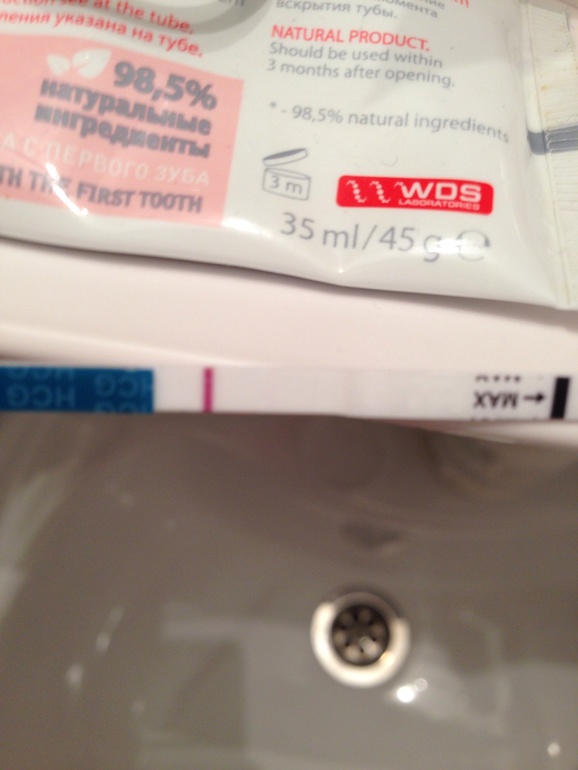 see at the tube,
ления указана на тубе.
вскрытия тубы.
NATURAL PRODUCT.
Should be used within
3 months after opening.
98,5%
натуральные
ингредиенты
* - 98,5% natural ingredients
С ПЕРВОГО ЗУБА
THE FIRST TOOTH
3 m
WDS
LABORATORIES
35 ml/45 g e
HCG HCG
MAX